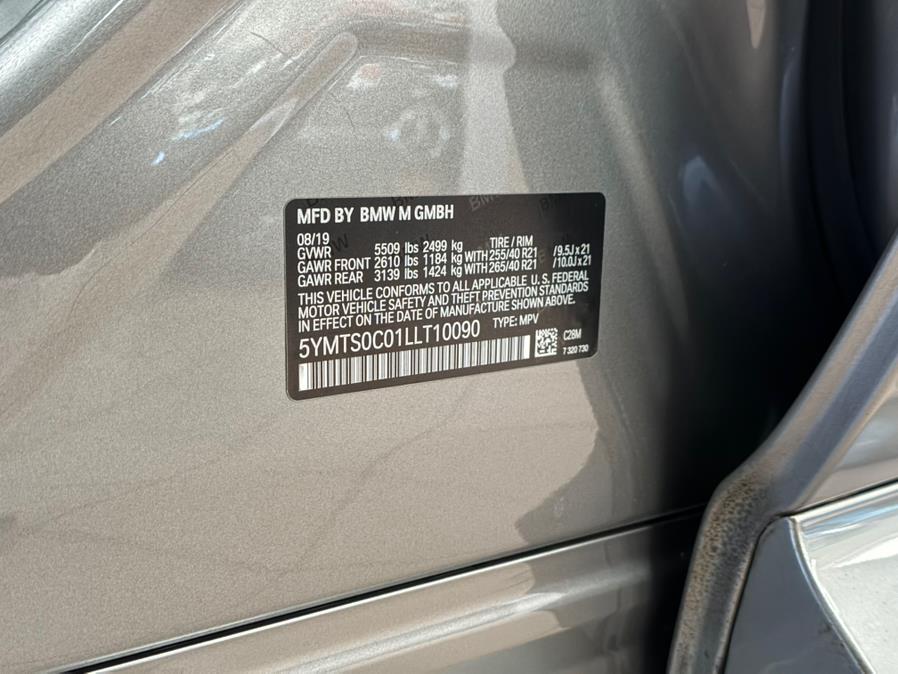 MFD BY BMW M GMBH
08/19
GVWR 5509 lbs 2499 kg TIRE / RIM
GAWR FRONT 2610 lbs 1184 kg WITH 255/40 R21 / 9.5J x 21
GAWR REAR 3139 lbs 1424 kg WITH 265/40 R21 / 10.0J x 21
THIS VEHICLE CONFORMS TO ALL APPLICABLE U.S. FEDERAL
MOTOR VEHICLE SAFETY AND THEFT PREVENTION STANDARDS
IN EFFECT ON THE DATE OF MANUFACTURE SHOWN ABOVE.
5YMTS0C01LLT10090 TYPE: MPV
C28M
7 320 730